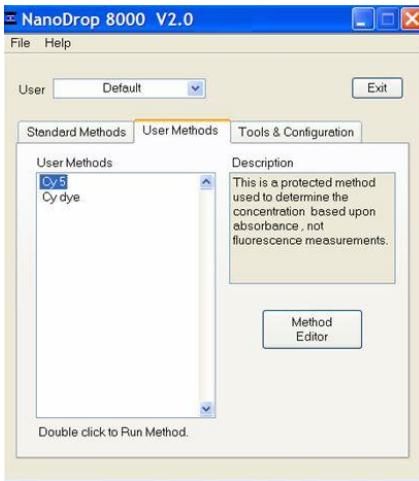 NanoDrop 8000 V2.0
File Help
User Default Exit
Standard Methods User Methods Tools & Configuration
User Methods
Cy 5
Cy dye
Description
This is a protected method
used to determine the
concentration based upon
absorbance , not
fluorescence measurements.
Method
Editor
Double click to Run Method.